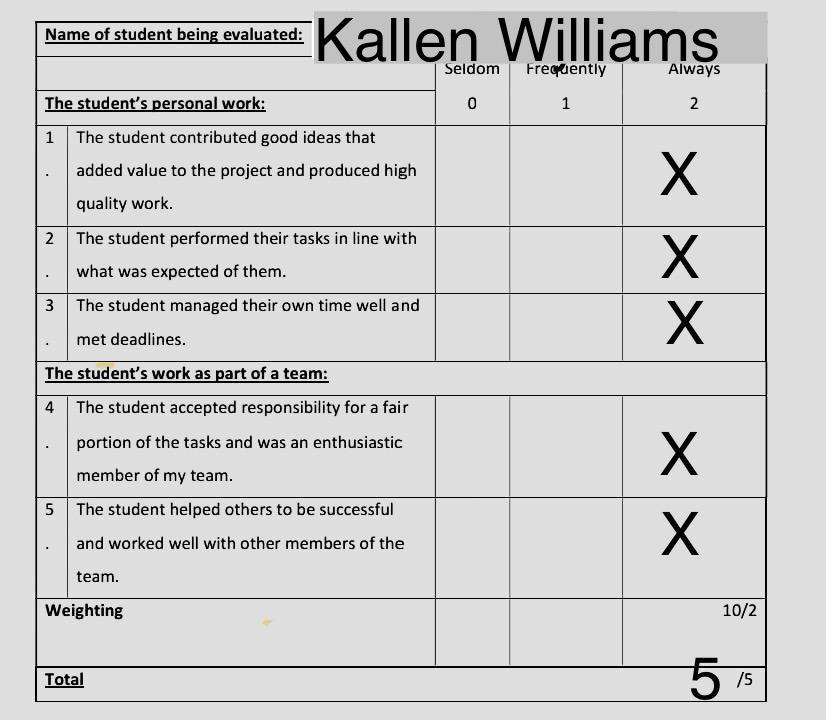 Name of student being evaluated: Kallen Williams
Seldom Frequently Always
The student's personal work: 0 1 2
1 The student contributed good ideas that
. added value to the project and produced high X
quality work.
2 The student performed their tasks in line with X
. what was expected of them.
3 The student managed their own time well and X
. met deadlines.
The student's work as part of a team:
4 The student accepted responsibility for a fair
. portion of the tasks and was an enthusiastic X
member of my team.
5 The student helped others to be successful X
. and worked well with other members of the
team.
Weighting 10/2
Total 5 /5